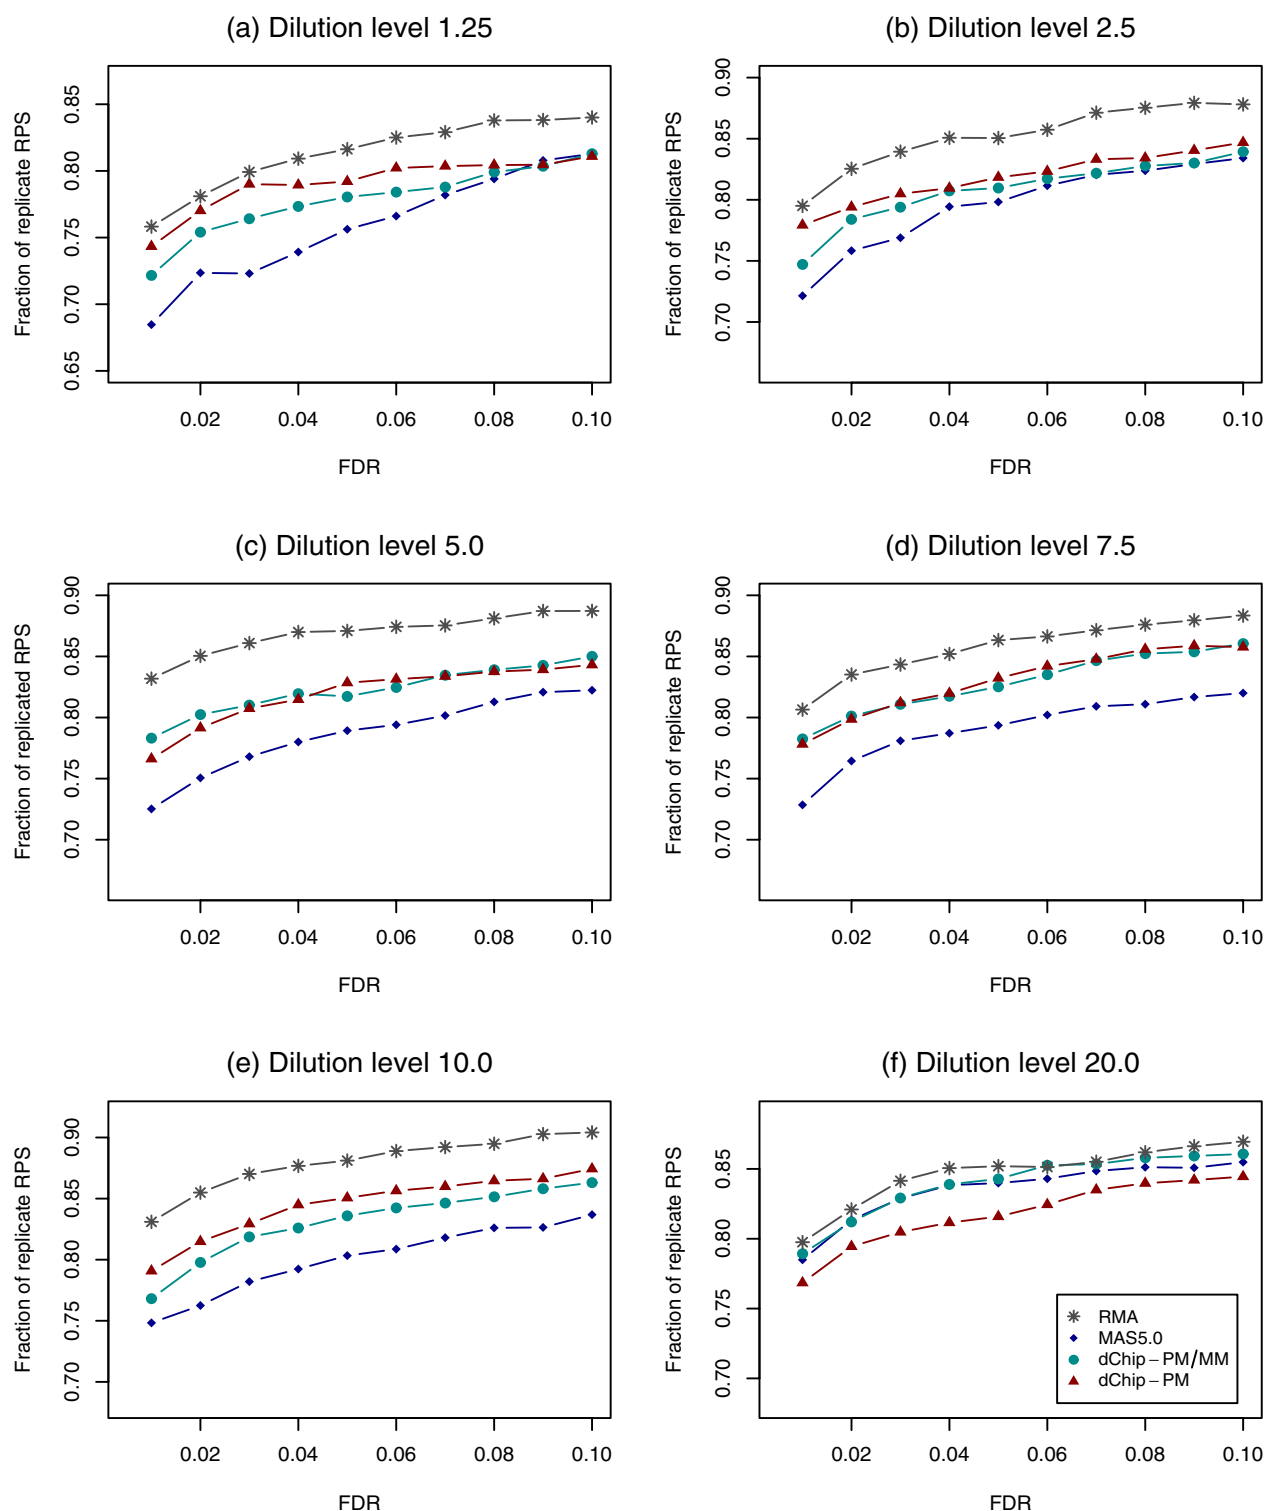 (a) Dilution level 1.25
Fraction of replicate RPS
0.85
0.80
0.75
0.70
0.65
0.02 0.04 0.06 0.08 0.10
FDR
(b) Dilution level 2.5
Fraction of replicate RPS
0.90
0.85
0.80
0.75
0.70
0.02 0.04 0.06 0.08 0.10
FDR
(c) Dilution level 5.0
Fraction of replicated RPS
0.90
0.85
0.80
0.75
0.70
0.02 0.04 0.06 0.08 0.10
FDR
(d) Dilution level 7.5
Fraction of replicate RPS
0.90
0.85
0.80
0.75
0.70
0.02 0.04 0.06 0.08 0.10
FDR
(e) Dilution level 10.0
Fraction of replicate RPS
0.90
0.85
0.80
0.75
0.70
0.02 0.04 0.06 0.08 0.10
FDR
(f) Dilution level 20.0
Fraction of replicate RPS
0.85
0.80
0.75
0.70
0.02 0.04 0.06 0.08 0.10
FDR
RMA
MAS5.0
dChip−PM/MM
dChip−PM